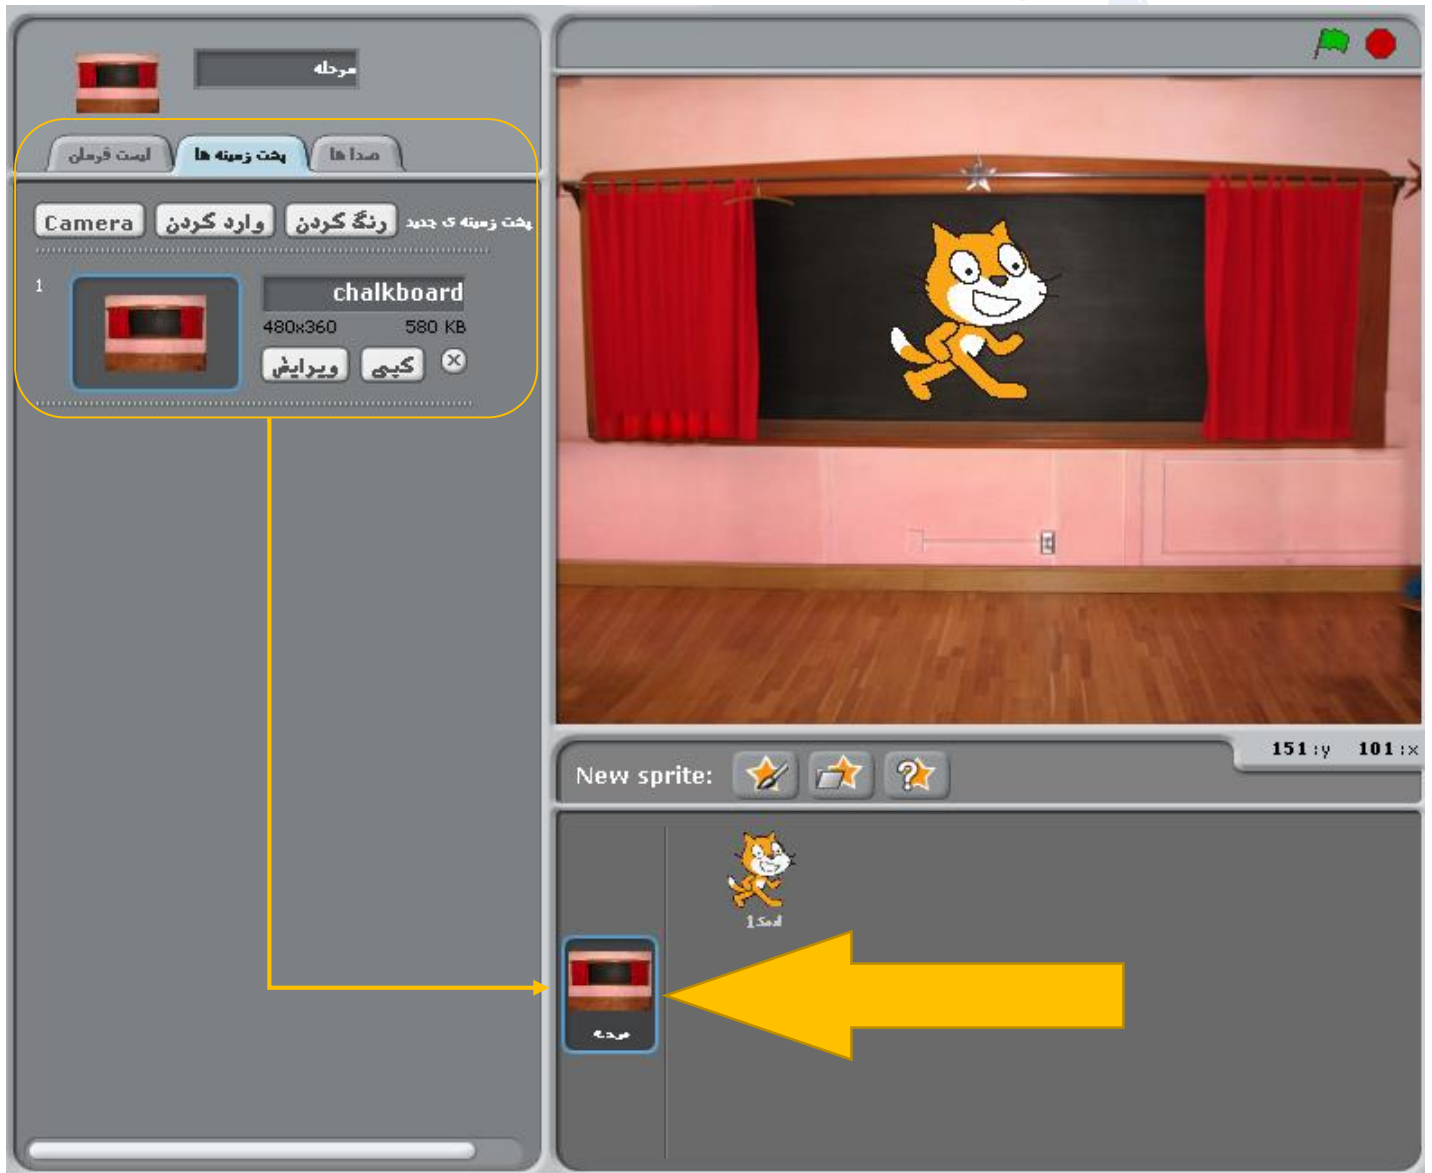 مرحله
لیست فرمان
پشت زمینه ها
صدا ها
پشت زمینه ی جدید
رنگ کردن
وارد کردن
Camera
1
chalkboard
480x360 580 KB
ویرایش
کپی
151 :y 101 :x
New sprite:
مرحله